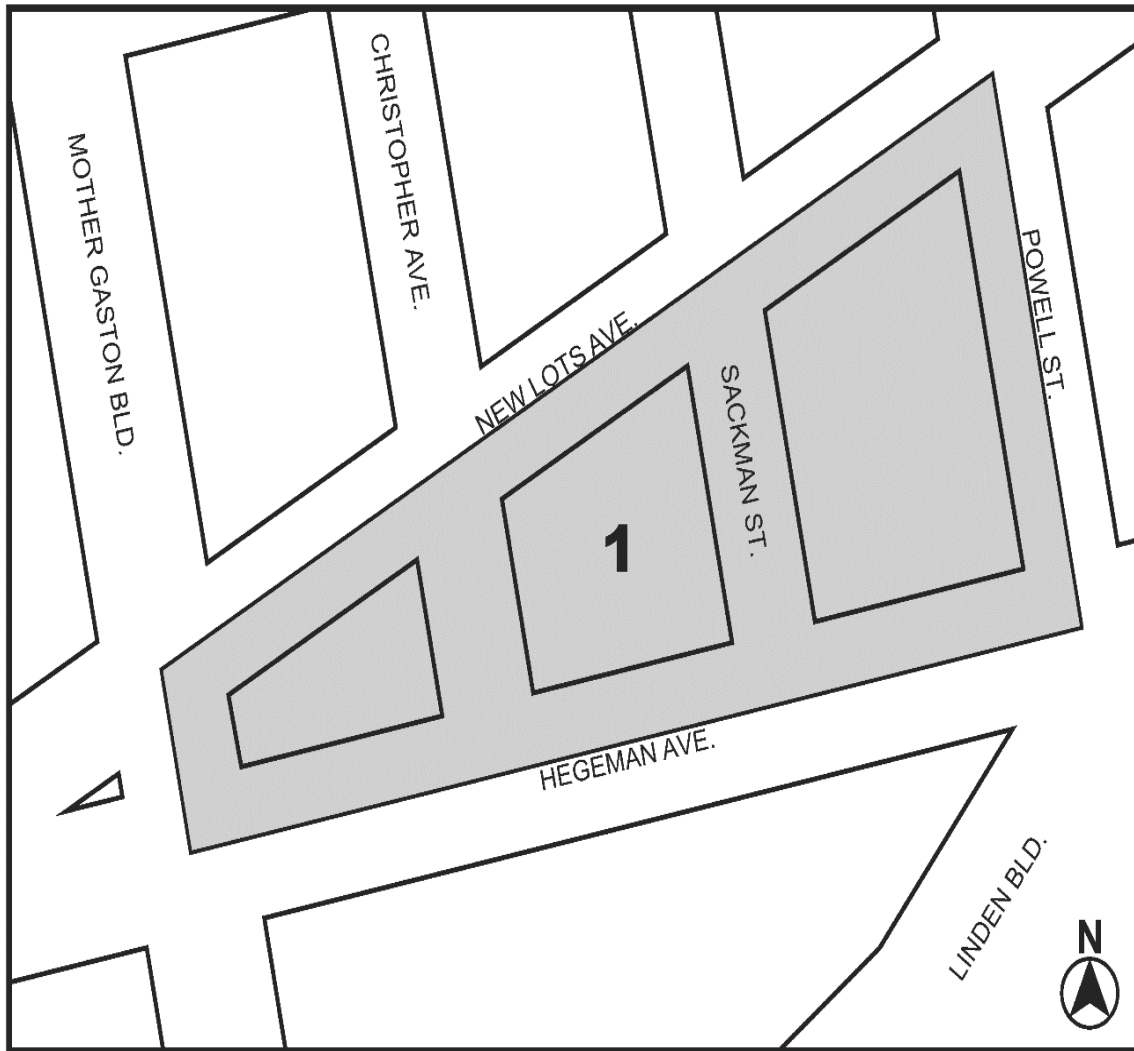 CHRISTOPHER AVE.
MOTHER GASTON BLD.
POWELL ST.
NEW LOTS AVE.
SACKMAN ST.
1
HEGEMAN AVE.
LINDEN BLD.
N